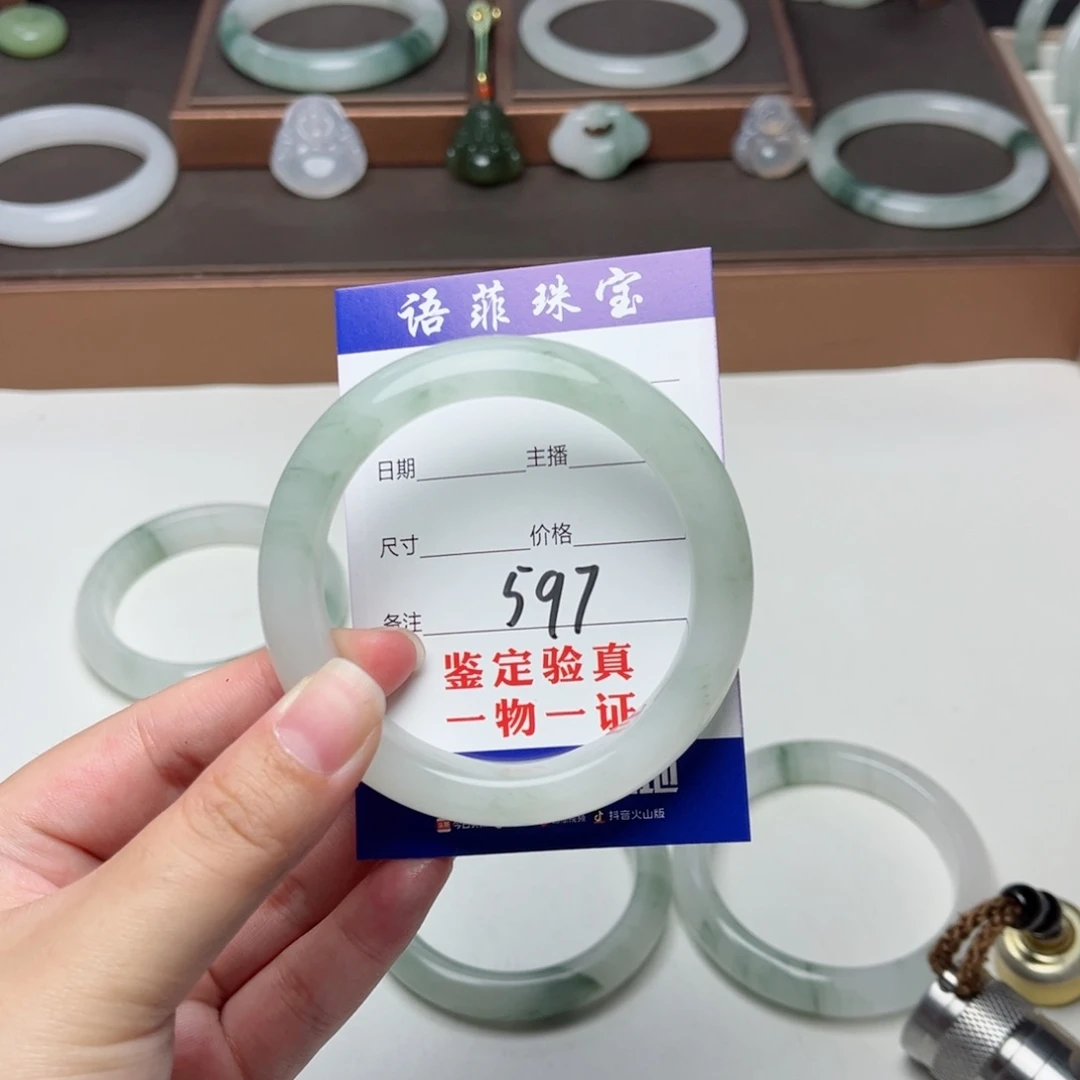 语菲珠宝
日期 主播
尺寸 价格
597
备注
鉴定验真
一物一证
抖音火山版